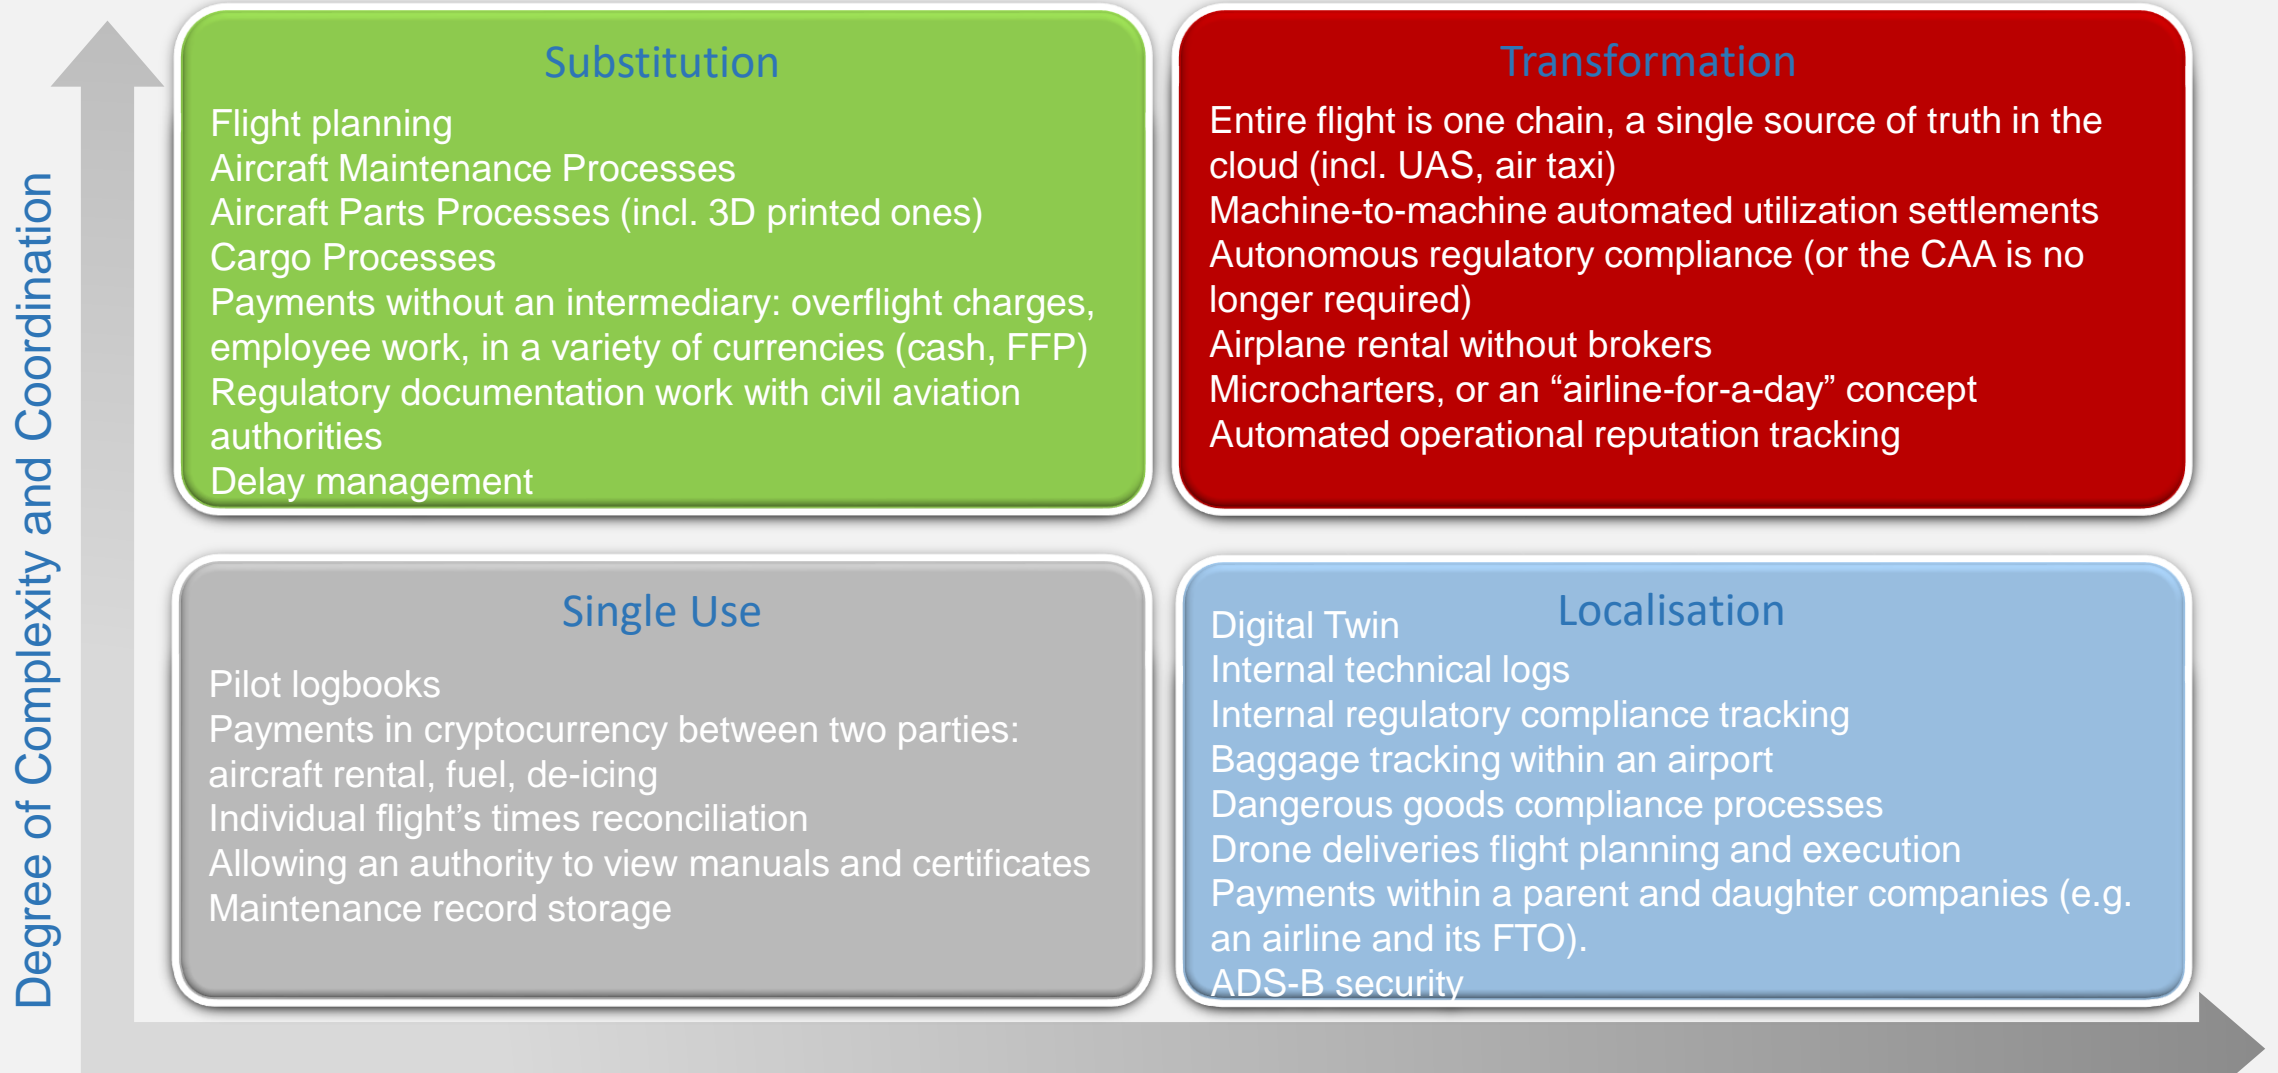 Degree of Complexity and Coordination
Substitution
Flight planning
Aircraft Maintenance Processes
Aircraft Parts Processes (incl. 3D printed ones)
Cargo Processes
Payments without an intermediary: overflight charges,
employee work, in a variety of currencies (cash, FFP)
Regulatory documentation work with civil aviation
authorities
Delay management
Transformation
Entire flight is one chain, a single source of truth in the
cloud (incl. UAS, air taxi)
Machine-to-machine automated utilization settlements
Autonomous regulatory compliance (or the CAA is no
longer required)
Airplane rental without brokers
Microcharters, or an “airline-for-a-day” concept
Automated operational reputation tracking
Single Use
Pilot logbooks
Payments in cryptocurrency between two parties:
aircraft rental, fuel, de-icing
Individual flight’s times reconciliation
Allowing an authority to view manuals and certificates
Maintenance record storage
Localisation
Digital Twin
Internal technical logs
Internal regulatory compliance tracking
Baggage tracking within an airport
Dangerous goods compliance processes
Drone deliveries flight planning and execution
Payments within a parent and daughter companies (e.g.
an airline and its FTO).
ADS-B security